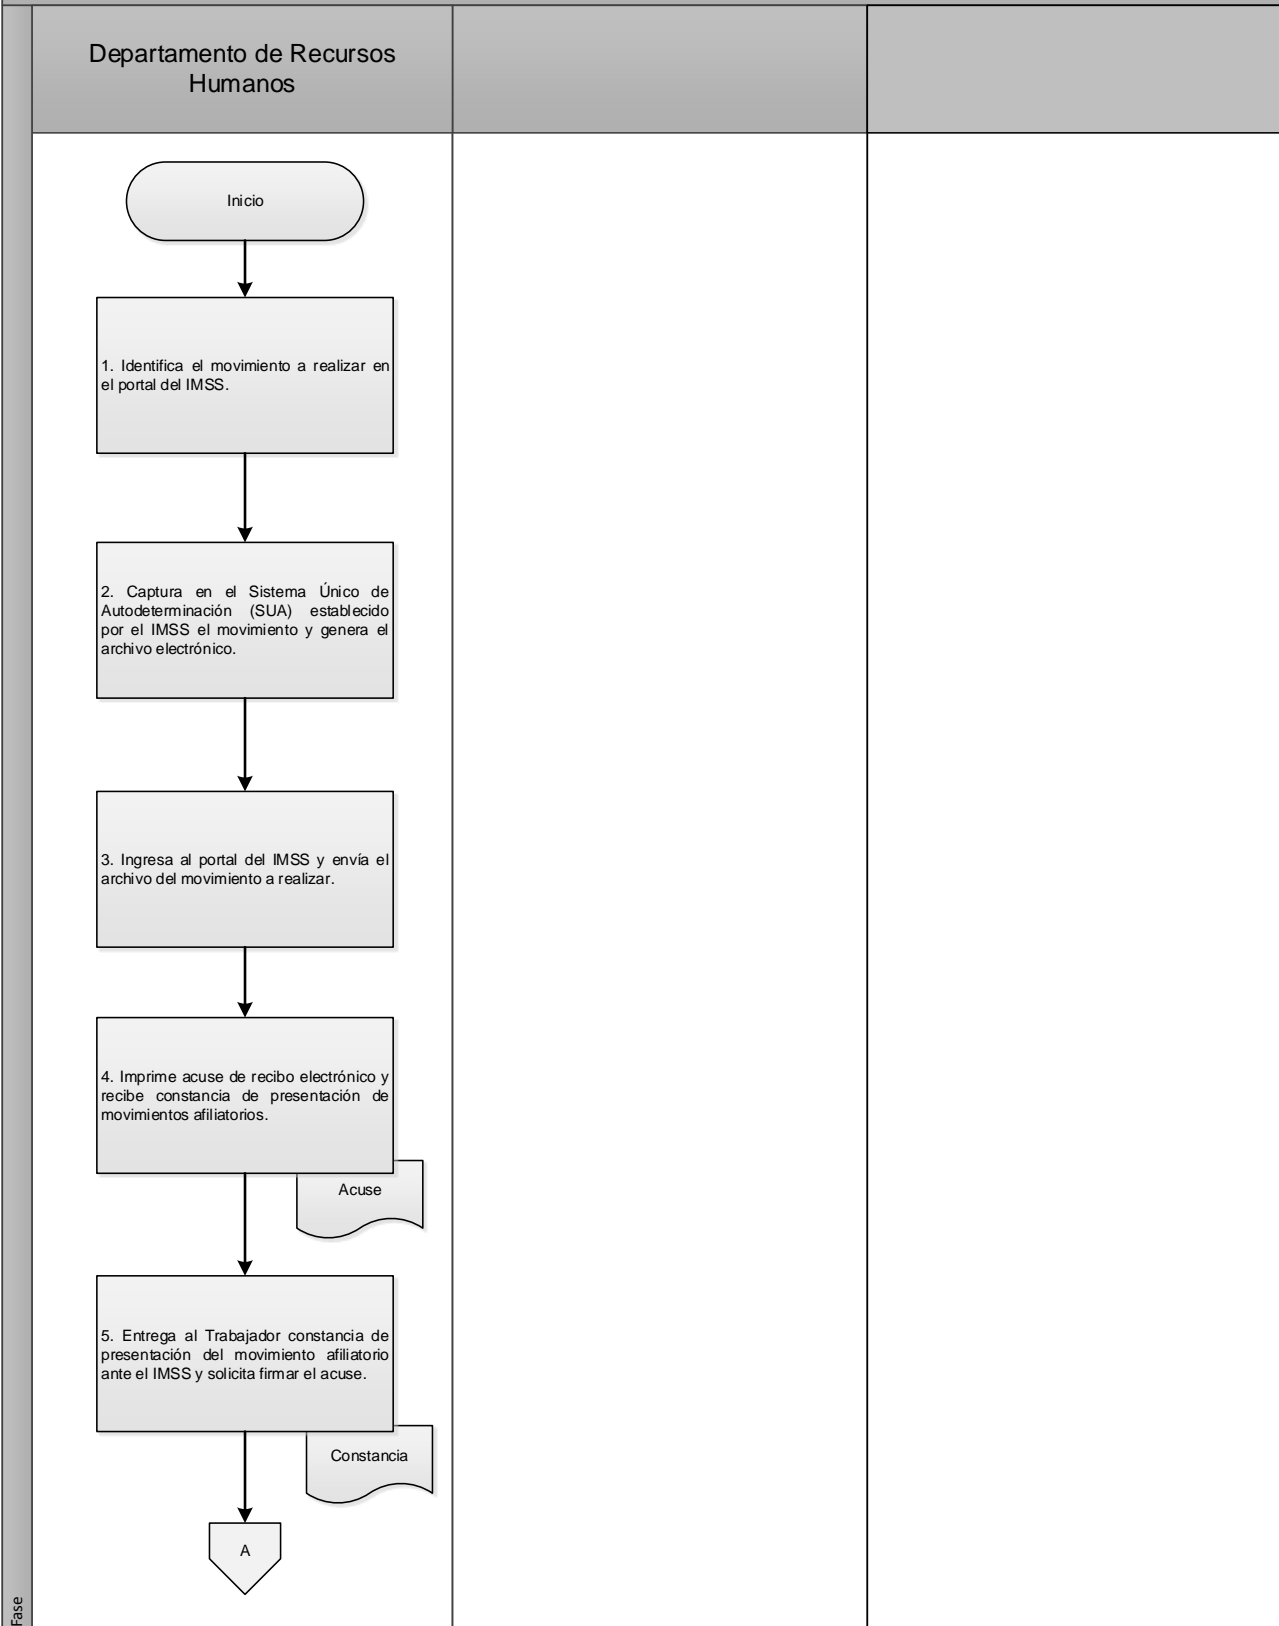 Departamento de Recursos
Humanos
Inicio
1. Identifica el movimiento a realizar en
el portal del IMSS.
2. Captura en el Sistema Único de
Autodeterminación (SUA) establecido
por el IMSS el movimiento y genera el
archivo electrónico.
3. Ingresa al portal del IMSS y envía el
archivo del movimiento a realizar.
4. Imprime acuse de recibo electrónico y
recibe constancia de presentación de
movimientos afiliatorios.
Acuse
5. Entrega al Trabajador constancia de
presentación del movimiento afiliatorio
ante el IMSS y solicita firmar el acuse.
Constancia
A
Fase